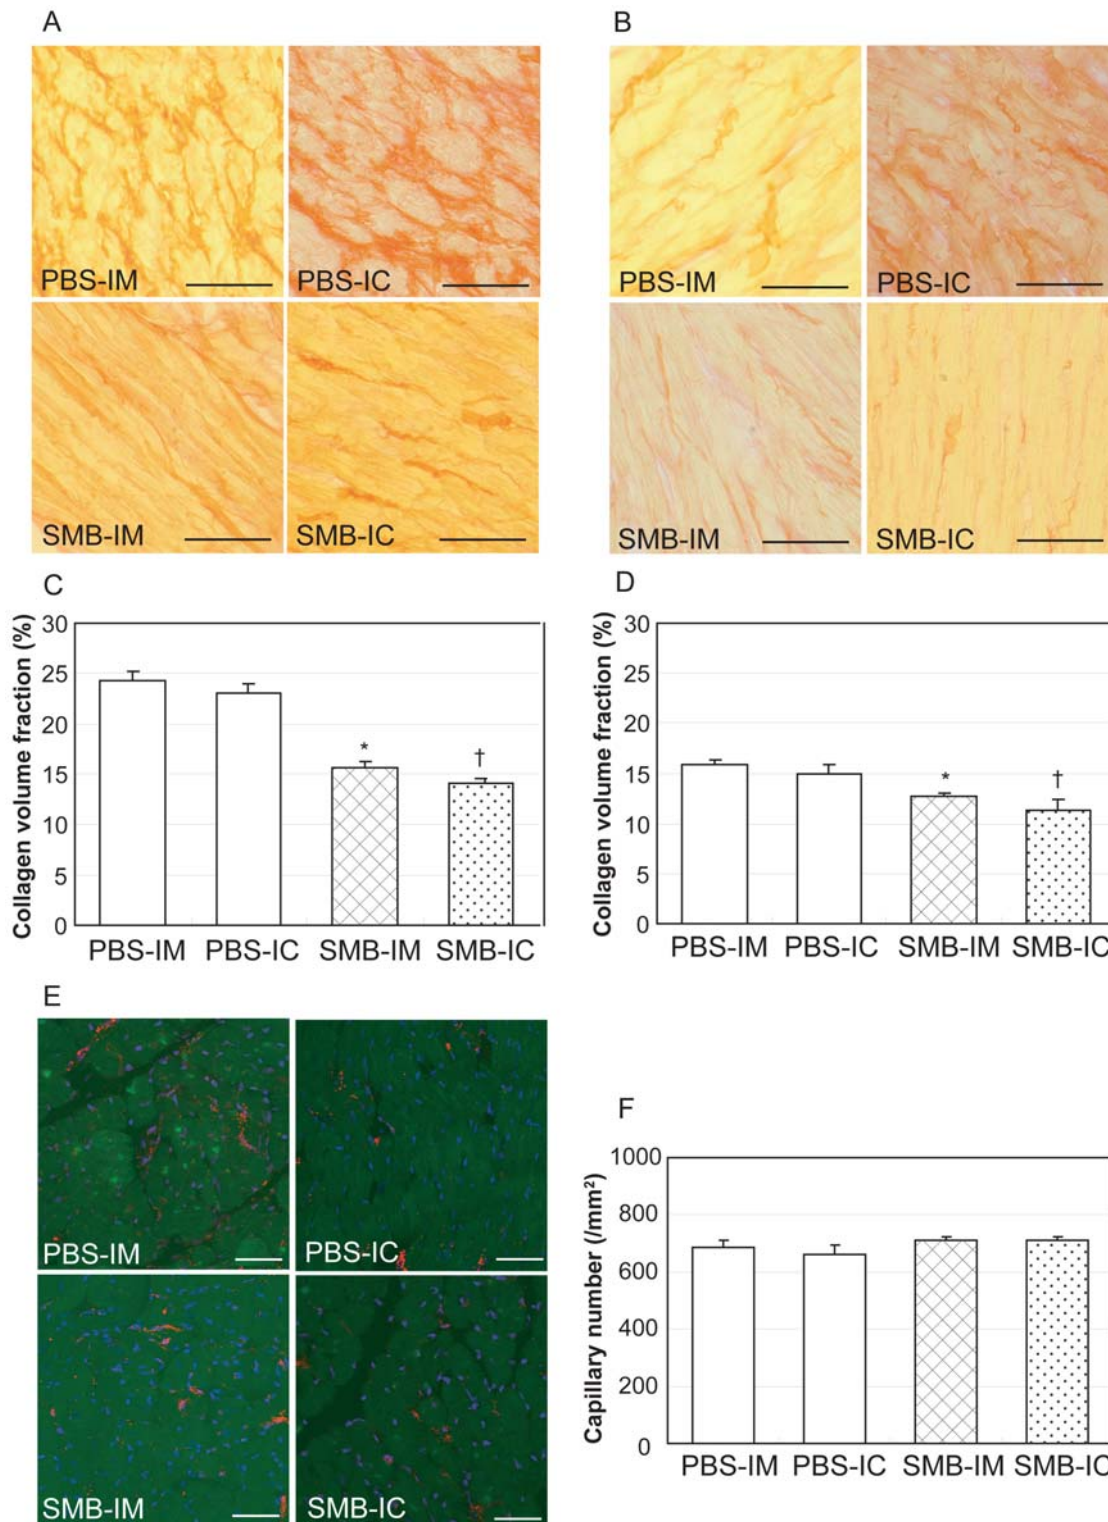 A
B
PBS-IM
PBS-IC
PBS-IM
PBS-IC
SMB-IM
SMB-IC
SMB-IM
SMB-IC
C
Collagen volume fraction (%)
30
25
20
15
10
5
0
*
†
PBS-IM PBS-IC SMB-IM SMB-IC
D
Collagen volume fraction (%)
30
25
20
15
10
5
0
*
†
PBS-IM PBS-IC SMB-IM SMB-IC
E
PBS-IM
PBS-IC
SMB-IM
SMB-IC
F
Capillary number (/mm²)
1000
800
600
400
200
0
PBS-IM PBS-IC SMB-IM SMB-IC